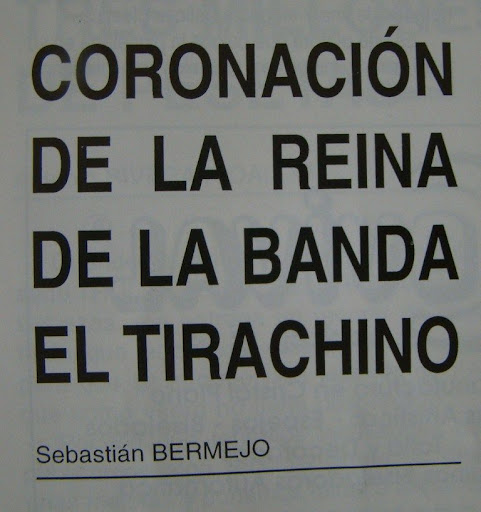 CORONACIÓN
DE LA REINA
DE LA BANDA
EL TIRACHINO
Sebastián BERMEJO